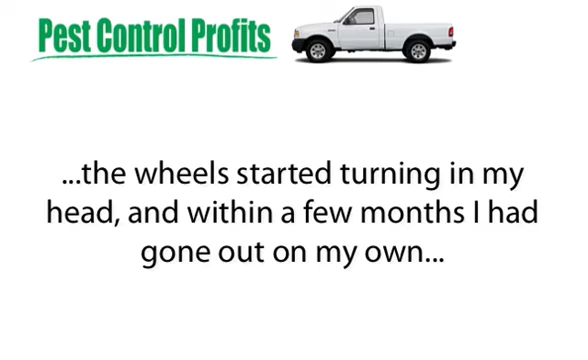 Pest Control Profits
...the wheels started turning in my
head, and within a few months I had
gone out on my own...